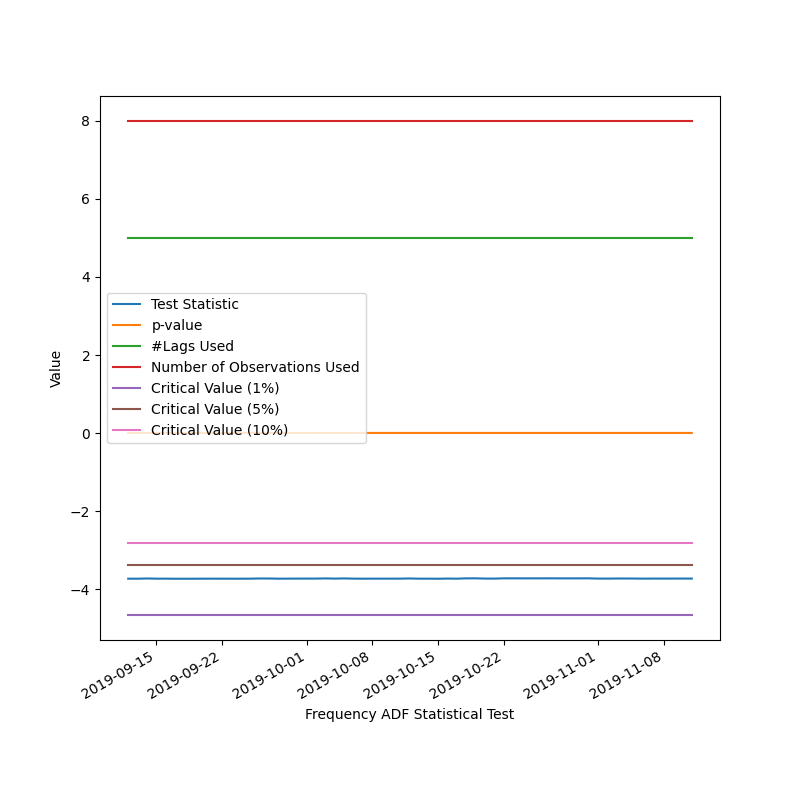 8
6
4
2
0
−2
−4
Value
Test Statistic
p-value
#Lags Used
Number of Observations Used
Critical Value (1%)
Critical Value (5%)
Critical Value (10%)
2019-09-15
2019-09-22
2019-10-01
2019-10-08
2019-10-15
2019-10-22
2019-11-01
2019-11-08
Frequency ADF Statistical Test